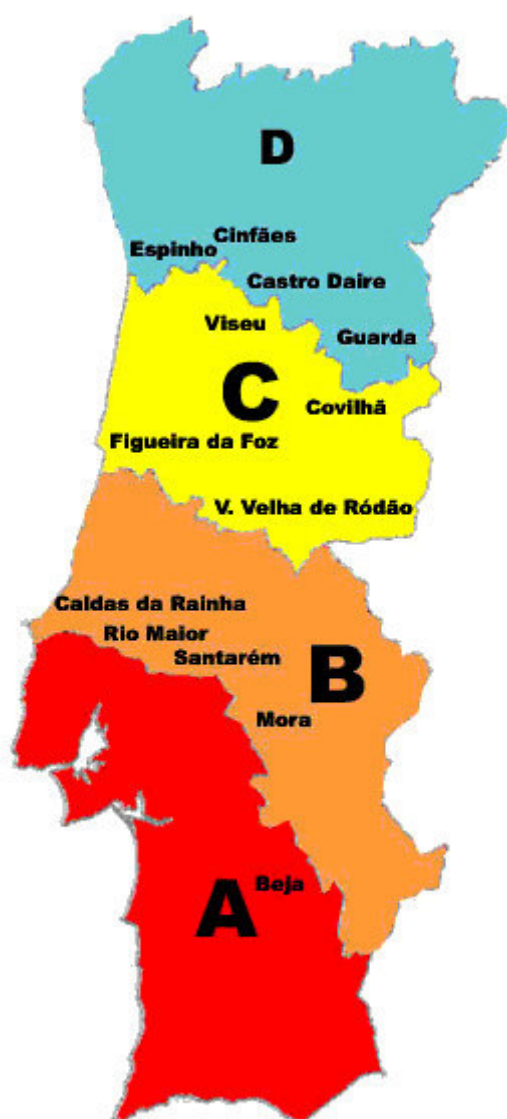 D
Cinfães
Espinho
Castro Daire
Viseu
Guarda
C
Covilhã
Figueira da Foz
V. Velha de Ródão
Caldas da Rainha
Rio Maior
Santarém
B
Mora
Beja
A